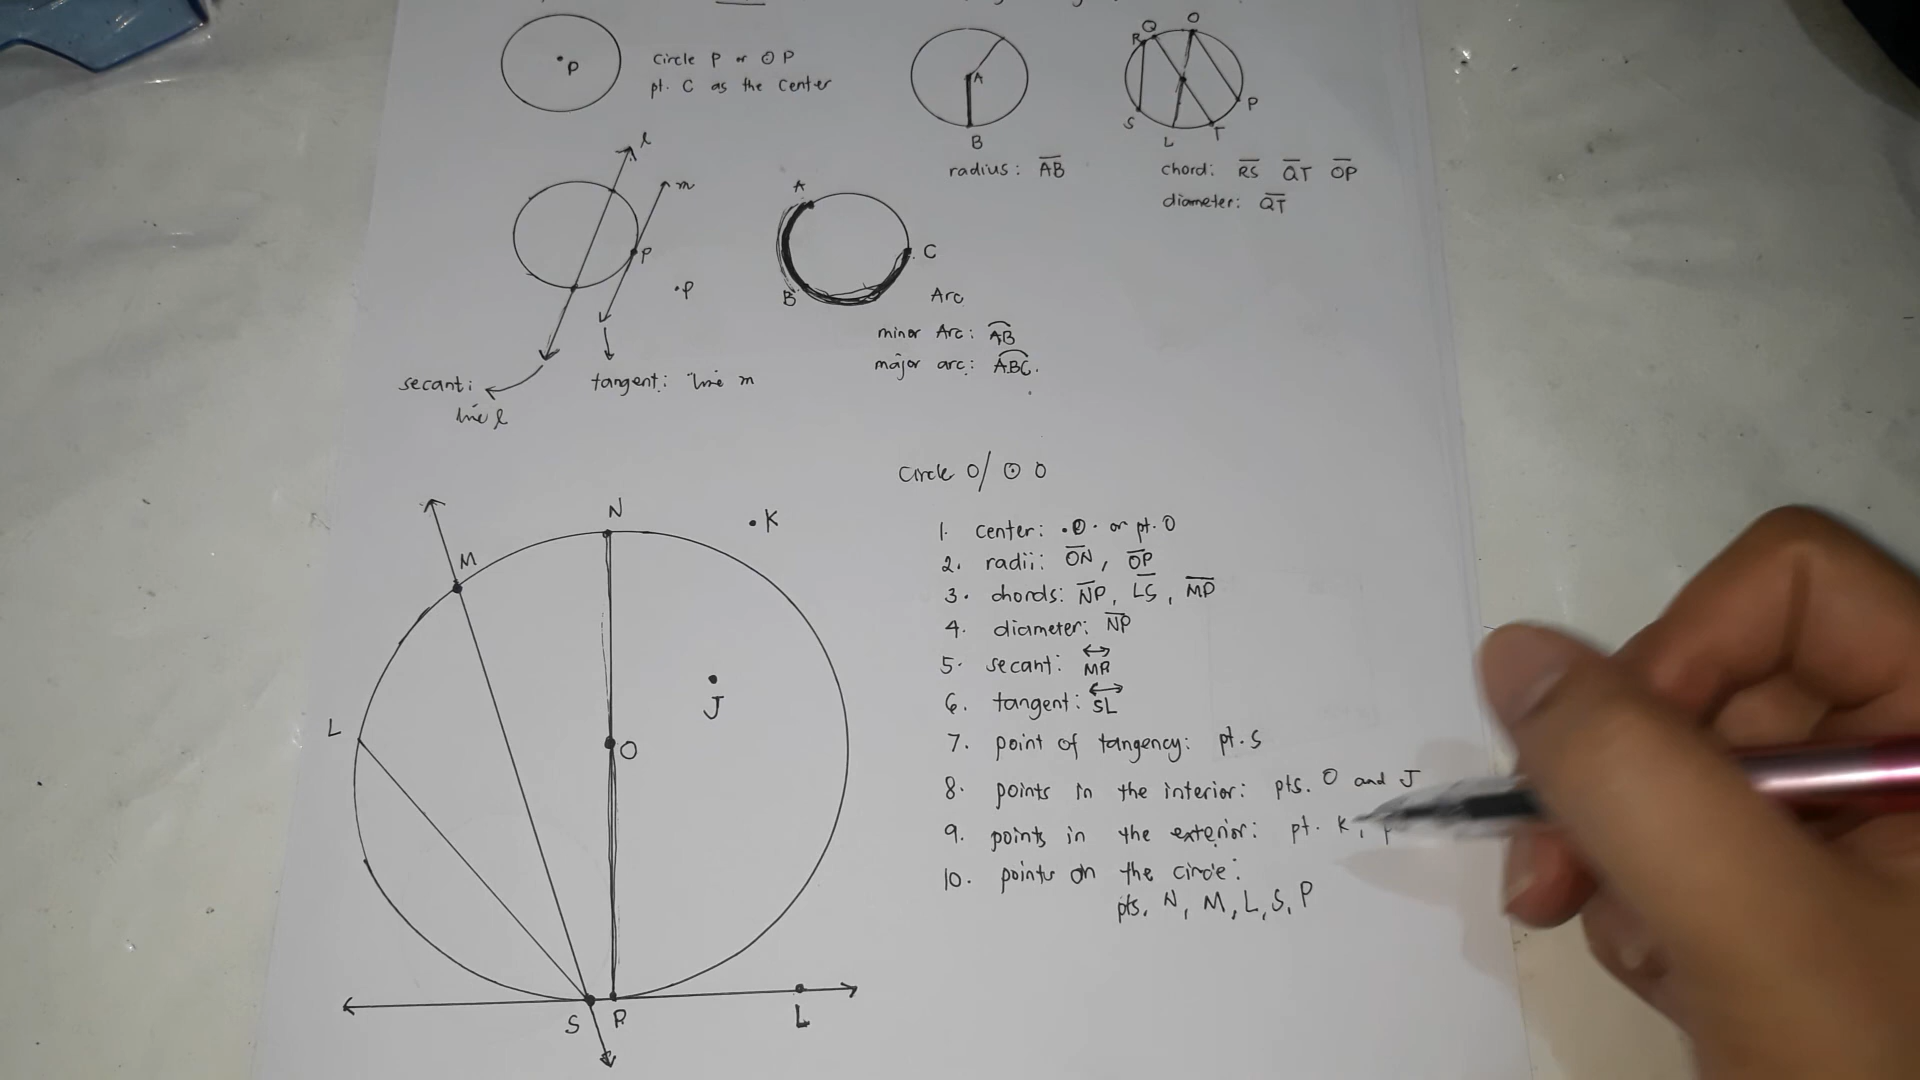 P
circle P or ⊙ P
pt. C as the center
A
B
radius: AB
R Q O
S L T P
chord: RS QT OP
diameter: QT
l
m
P
.P
secant:
line l
tangent: line m
A
B
C
Arc
minor Arc: AB
major arc: ABC.
Circle O/ ⊙ O
N
.K
M
J
L
O
S P
L
1. center: .O. or pt. O
2. radii: ON, OP
3. chords: NP, LS, MP
4. diameter: NP
5. secant: MP
6. tangent: SL
7. point of tangency: pt. S
8. points in the interior: pts. O and J
9. points in the exterior: pt. K,
10. points on the circle:
pts. N, M, L, S, P